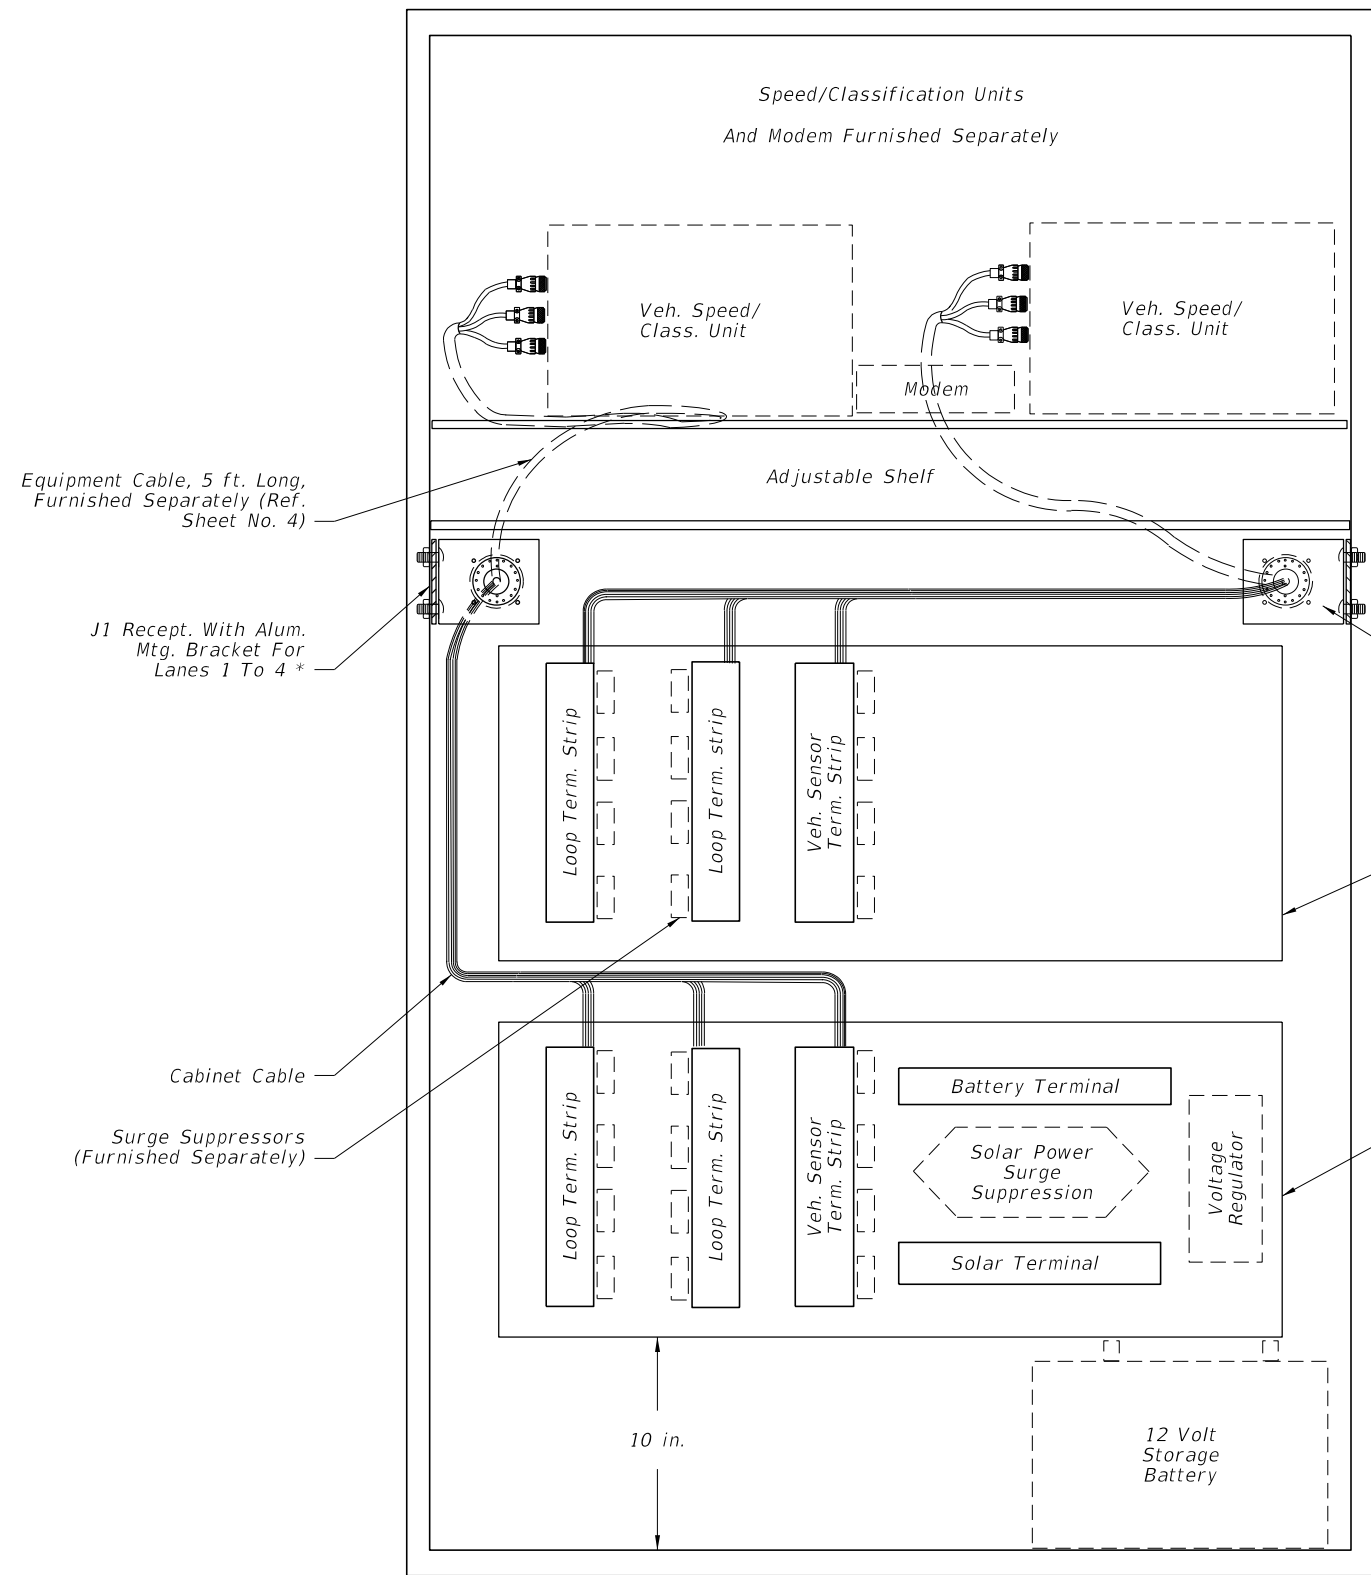 Speed/Classification Units
And Modem Furnished Separately
Veh. Speed/
Class. Unit
Veh. Speed/
Class. Unit
Modem
Adjustable Shelf
Equipment Cable, 5 ft. Long,
Furnished Separately (Ref.
Sheet No. 4)
J1 Recept. With Alum.
Mtg. Bracket For
Lanes 1 To 4 *
Loop Term. Strip
Loop Term. strip
Veh. Sensor
Term. Strip
Cabinet Cable
Surge Suppressors
(Furnished Separately)
Loop Term. Strip
Loop Term. Strip
Veh. Sensor
Term. Strip
Battery Terminal
Solar Power
Surge
Suppression
Voltage
Regulator
Solar Terminal
10 in.
12 Volt
Storage
Battery